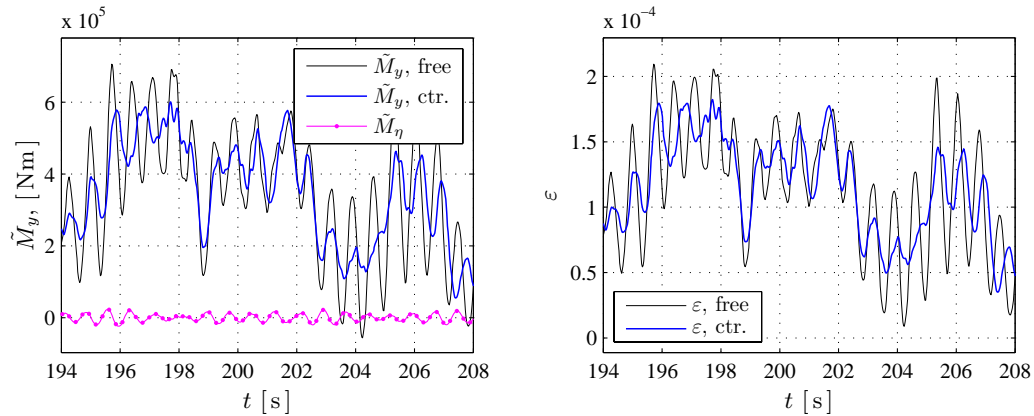 x 10⁵
M̃_y, free
M̃_y, ctr.
M̃_η
6
4
2
0
M̃_y, [Nm]
194 196 198 200 202 204 206 208
t [s]
x 10⁻⁴
2
1.5
1
0.5
0
ε
ε, free
ε, ctr.
194 196 198 200 202 204 206 208
t [s]